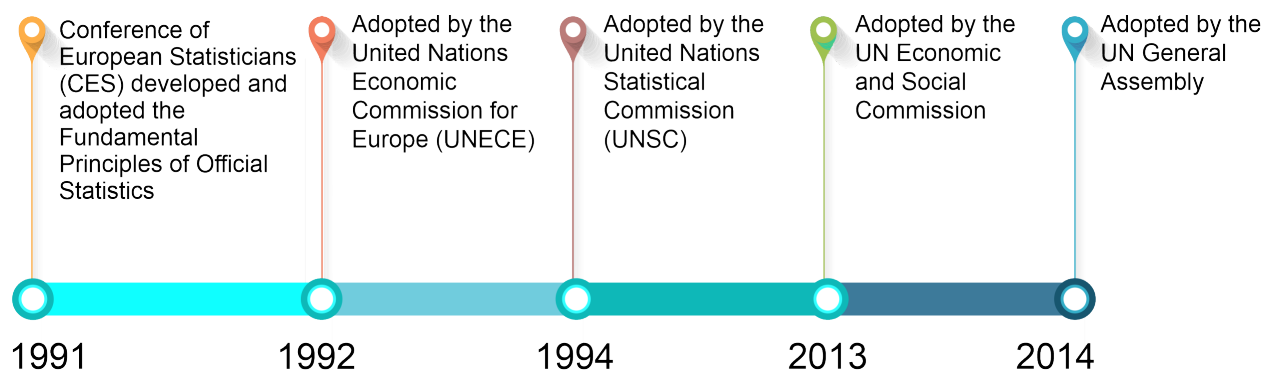 Conference of
European Statisticians
(CES) developed and
adopted the
Fundamental
Principles of Official
Statistics
Adopted by the
United Nations
Economic
Commission for
Europe (UNECE)
Adopted by the
United Nations
Statistical
Commission
(UNSC)
Adopted by the
UN Economic
and Social
Commission
Adopted by the
UN General
Assembly
1991
1992
1994
2013
2014